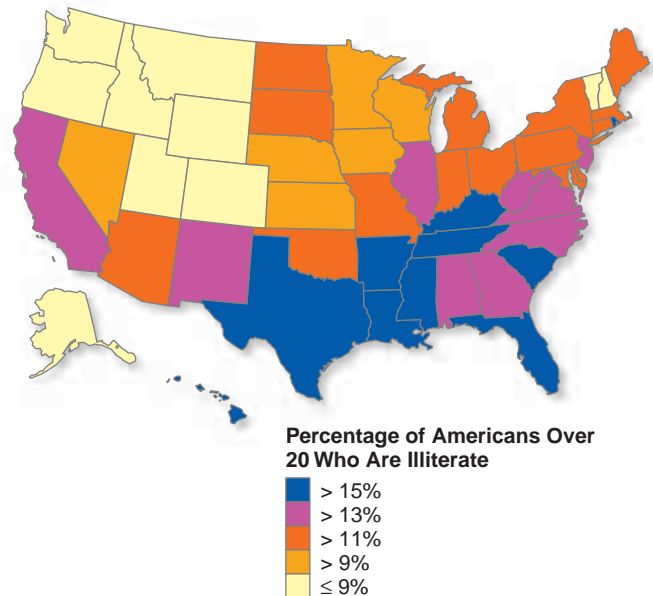 Percentage of Americans Over
20 Who Are Illiterate
> 15%
> 13%
> 11%
> 9%
≤ 9%